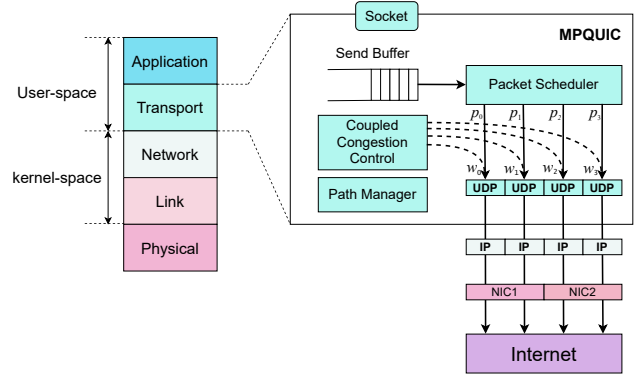 Socket
MPQUIC
Send Buffer
Packet Scheduler
Application
User-space
Transport
p0 p1 p2 p3
Coupled
Congestion
Control
Network
w0 w1 w2 w3
kernel-space
Link
Path Manager
UDP UDP UDP UDP
Physical
IP IP IP IP
NIC1 NIC2
Internet